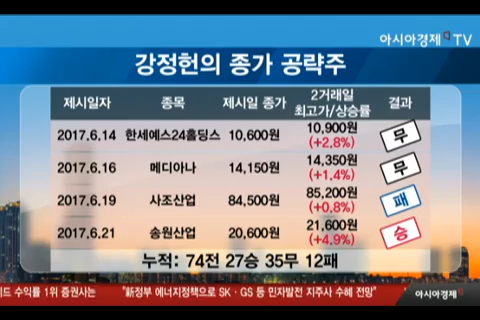 아시아경제 TV
강정헌의 종가 공략주
제시일자 종목 제시일 종가 2거래일 최고가/상승률 결과
2017.6.14 한세예스24홀딩스 10,600원 10,900원 (+2.8%) 무
2017.6.16 메디아나 14,150원 14,350원 (+1.4%) 무
2017.6.19 사조산업 84,500원 85,200원 (+0.8%) 패
2017.6.21 송원산업 20,600원 21,600원 (+4.9%) 승
누적: 74전 27승 35무 12패
드 수익률 1위 증권사는 "新정부 에너지정책으로 SK·GS 등 민자발전 지주사 수혜 전망" 아시아경제